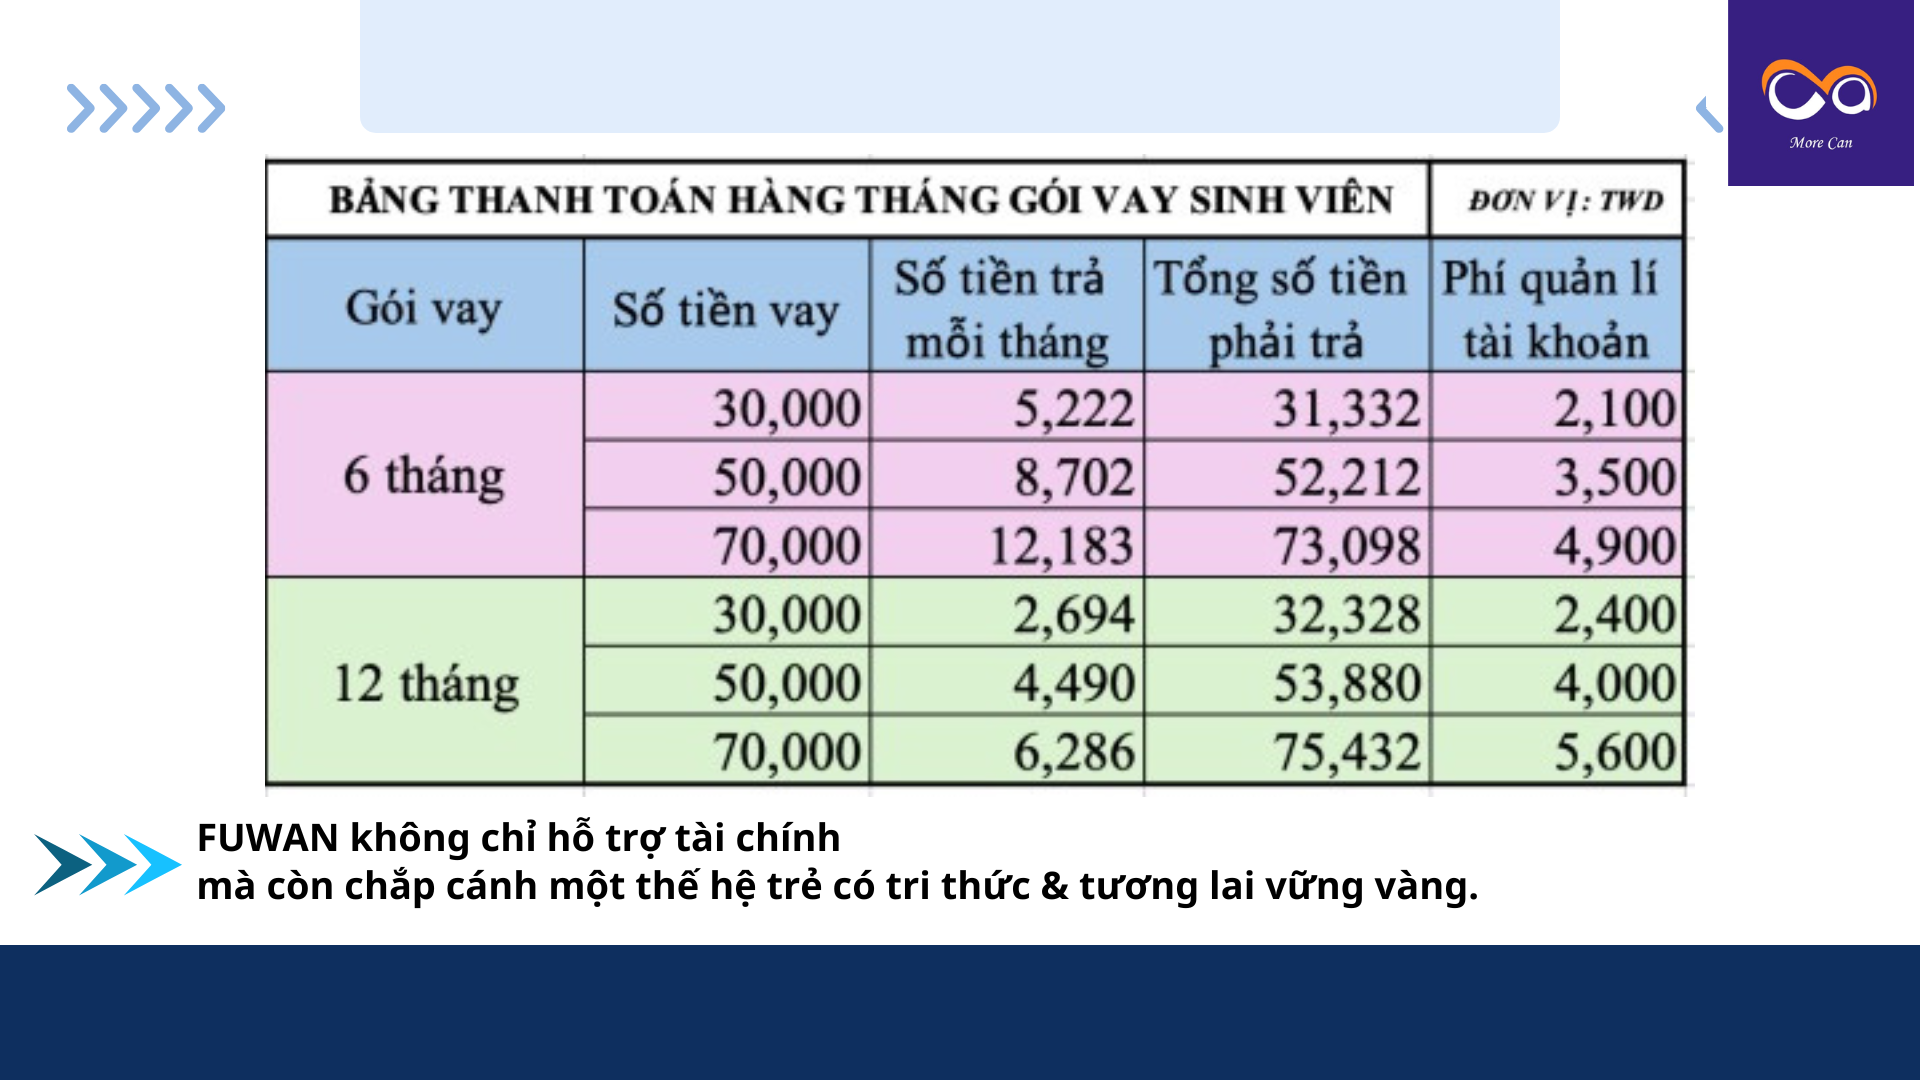 More Can
BẢNG THANH TOÁN HÀNG THÁNG GÓI VAY SINH VIÊN ĐƠN VỊ: TWD
Gói vay Số tiền vay Số tiền trả mỗi tháng Tổng số tiền phải trả Phí quản lí tài khoản
6 tháng
30,000 5,222 31,332 2,100
50,000 8,702 52,212 3,500
70,000 12,183 73,098 4,900
12 tháng
30,000 2,694 32,328 2,400
50,000 4,490 53,880 4,000
70,000 6,286 75,432 5,600
FUWAN không chỉ hỗ trợ tài chính
mà còn chắp cánh một thế hệ trẻ có tri thức & tương lai vững vàng.